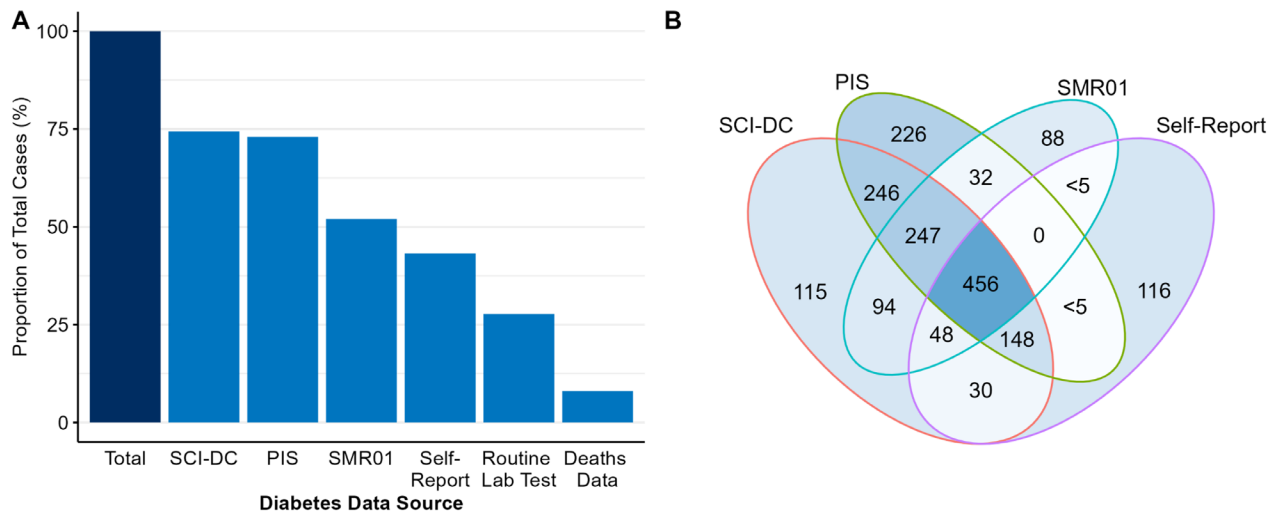 A
Proportion of Total Cases (%)
100
75
50
25
0
Total
SCI-DC
PIS
SMR01
Self-
Report
Routine
Lab Test
Deaths
Data
Diabetes Data Source
B
PIS
SMR01
SCI-DC
Self-Report
226
88
32
<5
246
247
0
456
115
94
<5
116
48
148
30